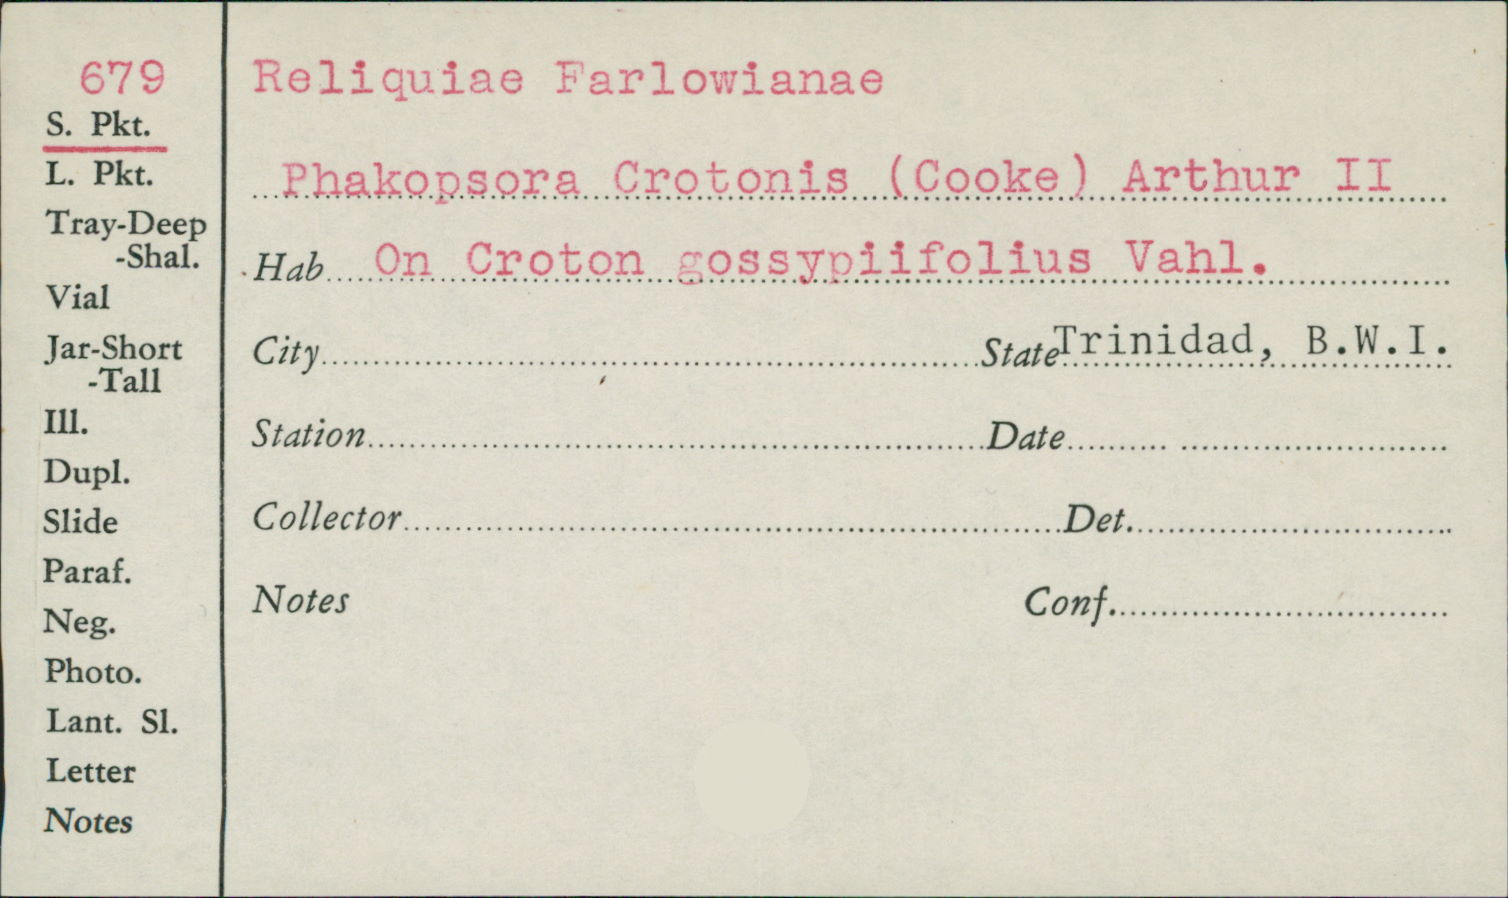 679
S. Pkt.
L. Pkt.
Tray-Deep
-Shal.
Vial
Jar-Short
-Tall
Ill.
Dupl.
Slide
Paraf.
Neg.
Photo.
Lant. Sl.
Letter
Notes
Reliquiae Farlowianae
Phakopsora Crotonis (Cooke) Arthur II
Hab On Croton gossypiifolius Vahl.
City State Trinidad, B.W.I.
Station Date
Collector Det.
Notes Conf.